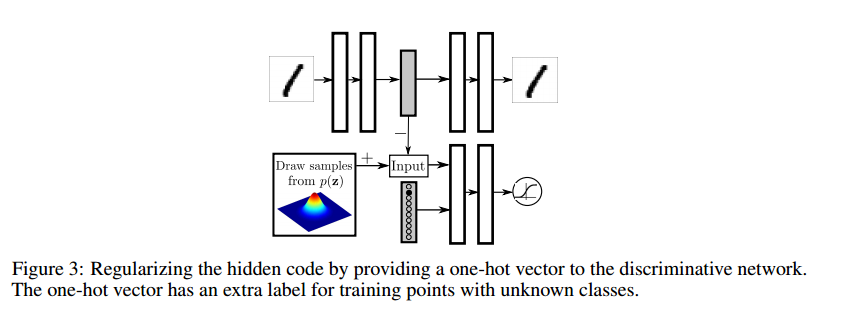 −
+
Draw samples
from p(z)
Input
Figure 3: Regularizing the hidden code by providing a one-hot vector to the discriminative network.
The one-hot vector has an extra label for training points with unknown classes.